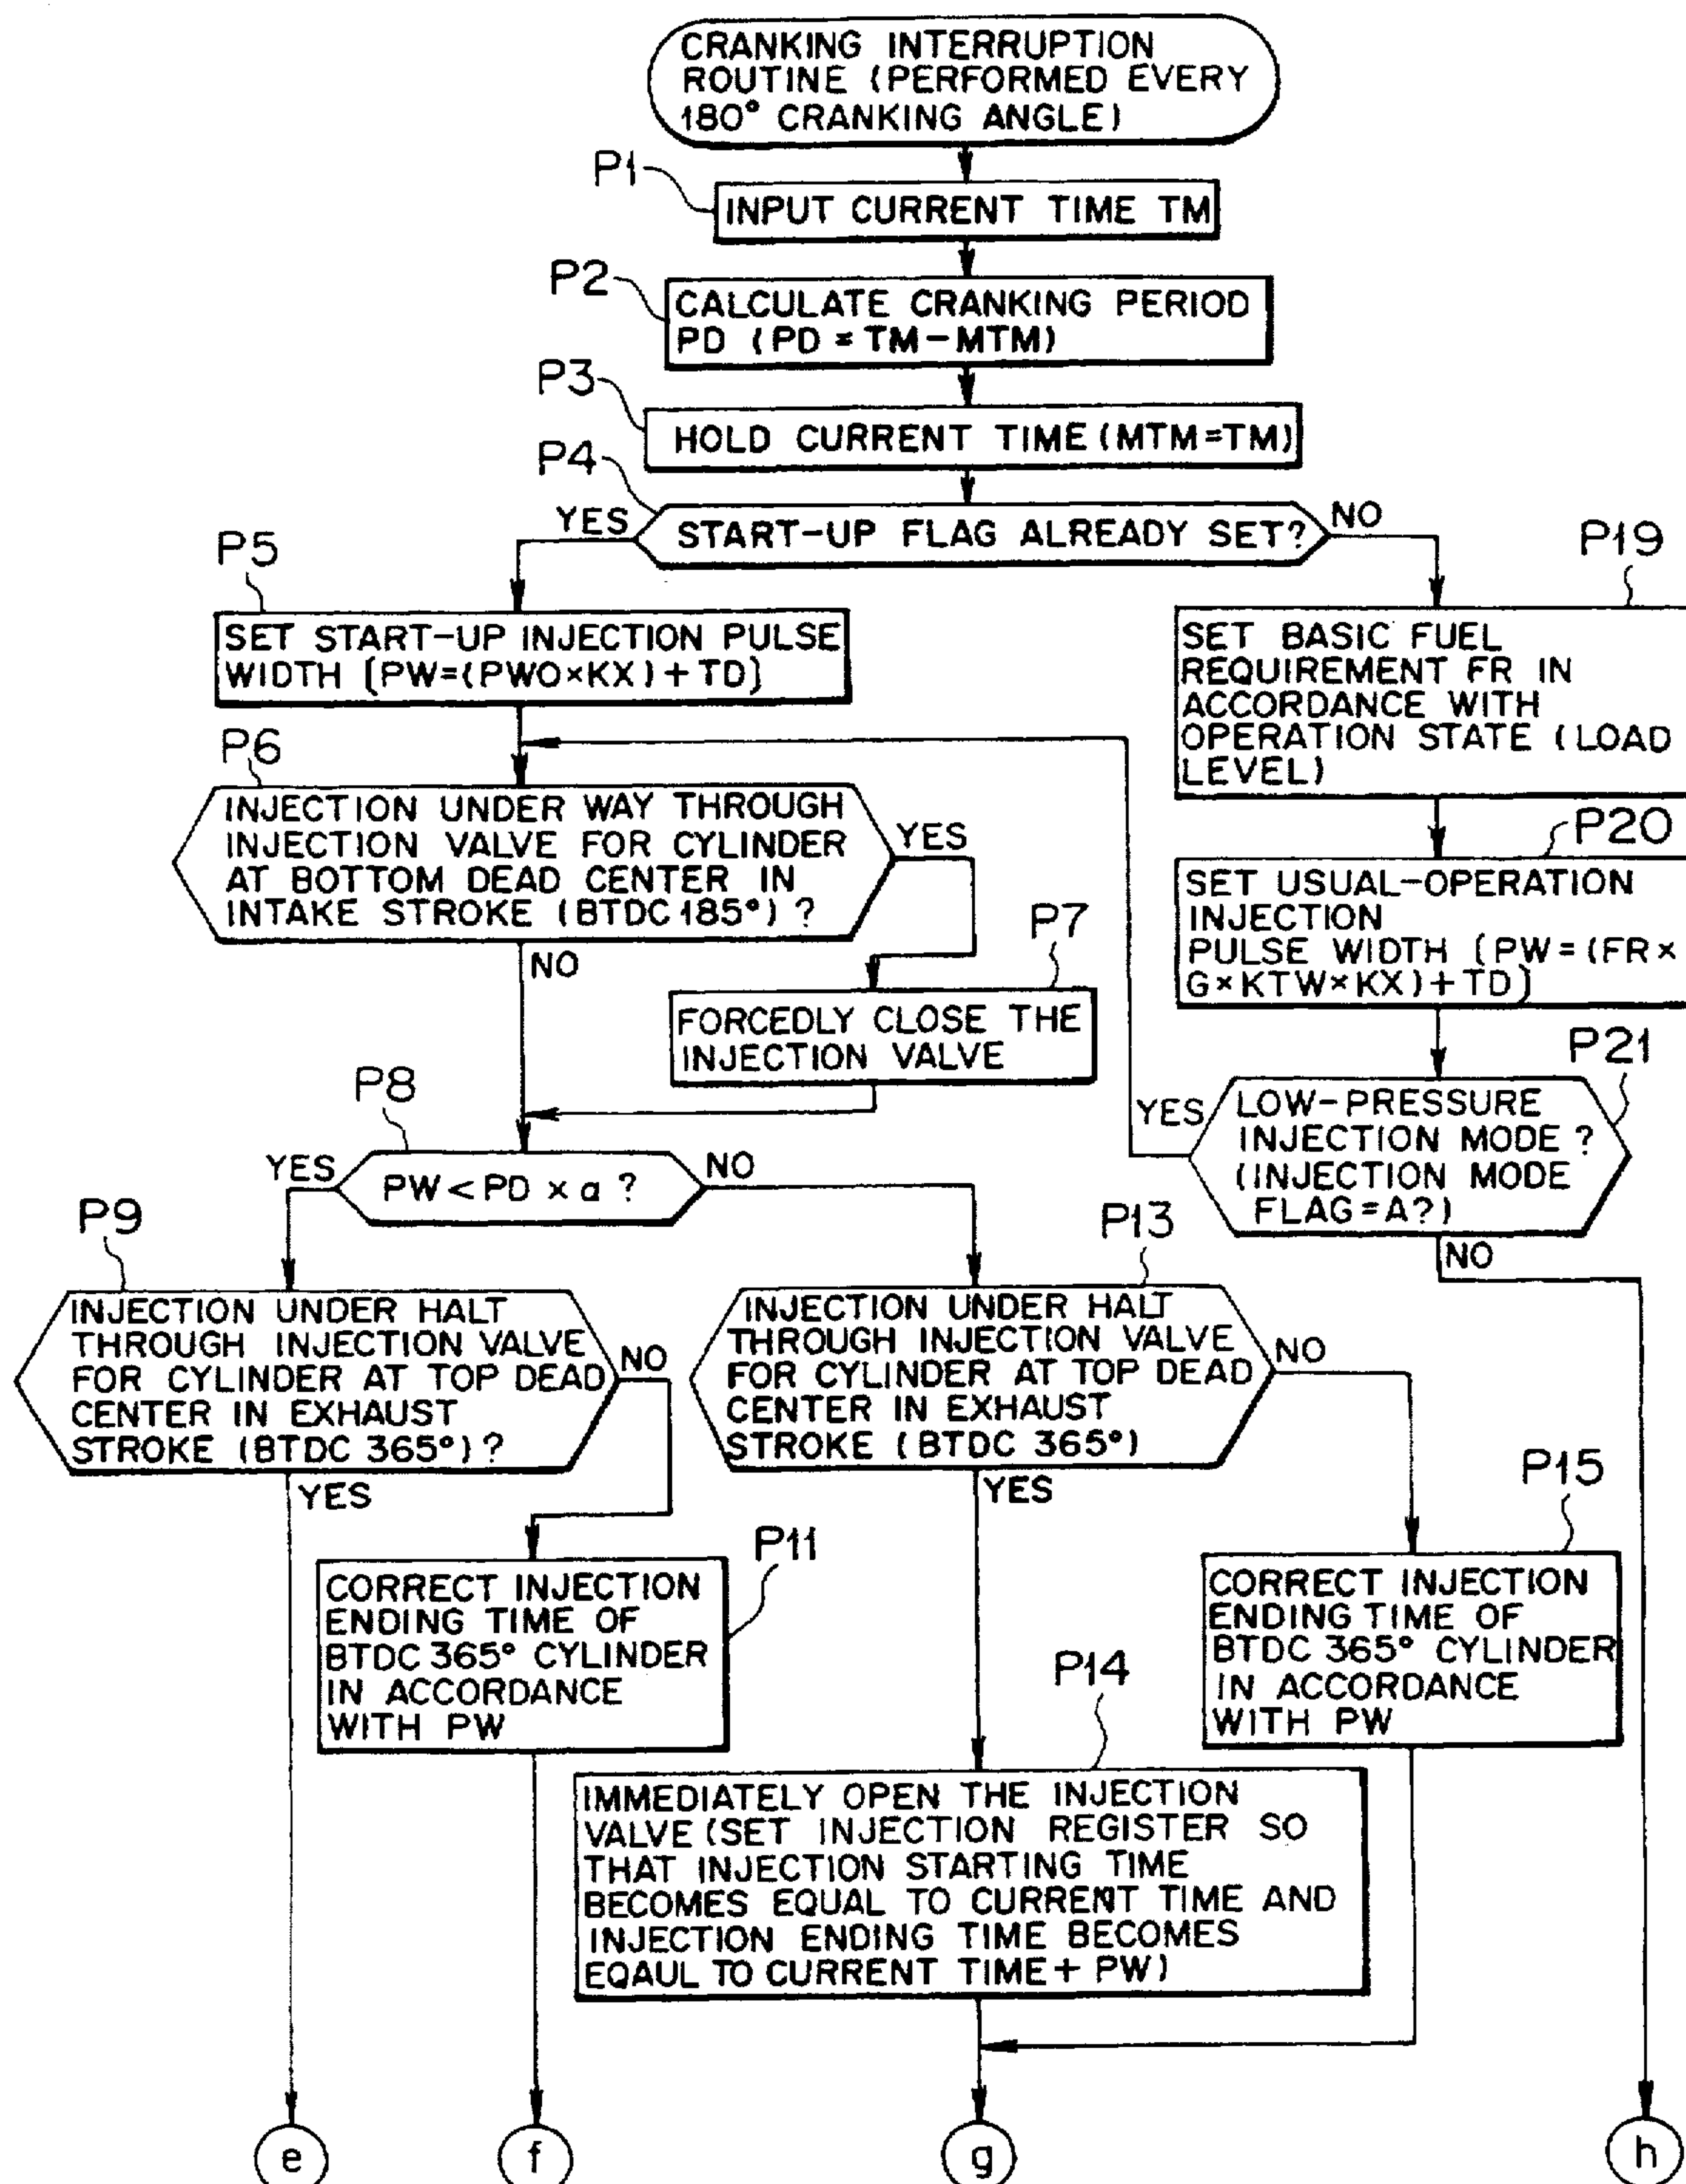 CRANKING INTERRUPTION
ROUTINE (PERFORMED EVERY
180° CRANKING ANGLE)
P1
INPUT CURRENT TIME TM
P2
CALCULATE CRANKING PERIOD
PD (PD = TM-MTM)
P3
HOLD CURRENT TIME (MTM=TM)
P4
YES
START-UP FLAG ALREADY SET?
NO
P5
SET START-UP INJECTION PULSE
WIDTH [PW=(PWO×KX)+TD]
P19
SET BASIC FUEL
REQUIREMENT FR IN
ACCORDANCE WITH
OPERATION STATE (LOAD
LEVEL)
P6
INJECTION UNDER WAY THROUGH
INJECTION VALVE FOR CYLINDER
AT BOTTOM DEAD CENTER IN
INTAKE STROKE (BTDC 185°) ?
YES
NO
P20
SET USUAL-OPERATION
INJECTION
PULSE WIDTH [PW=(FR×
G×KTW×KX)+TD]
P7
FORCEDLY CLOSE THE
INJECTION VALVE
P21
YES
LOW-PRESSURE
INJECTION MODE ?
(INJECTION MODE
FLAG=A?)
NO
P8
YES
PW < PD × a ?
NO
P9
INJECTION UNDER HALT
THROUGH INJECTION VALVE
FOR CYLINDER AT TOP DEAD
CENTER IN EXHAUST
STROKE (BTDC 365°) ?
NO
YES
P13
INJECTION UNDER HALT
THROUGH INJECTION VALVE
FOR CYLINDER AT TOP DEAD
CENTER IN EXHAUST
STROKE (BTDC 365°)
NO
YES
P11
CORRECT INJECTION
ENDING TIME OF
BTDC 365° CYLINDER
IN ACCORDANCE
WITH PW
P15
CORRECT INJECTION
ENDING TIME OF
BTDC 365° CYLINDER
IN ACCORDANCE
WITH PW
P14
IMMEDIATELY OPEN THE INJECTION
VALVE (SET INJECTION REGISTER SO
THAT INJECTION STARTING TIME
BECOMES EQUAL TO CURRENT TIME AND
INJECTION ENDING TIME BECOMES
EQAUL TO CURRENT TIME + PW)
e
f
g
h